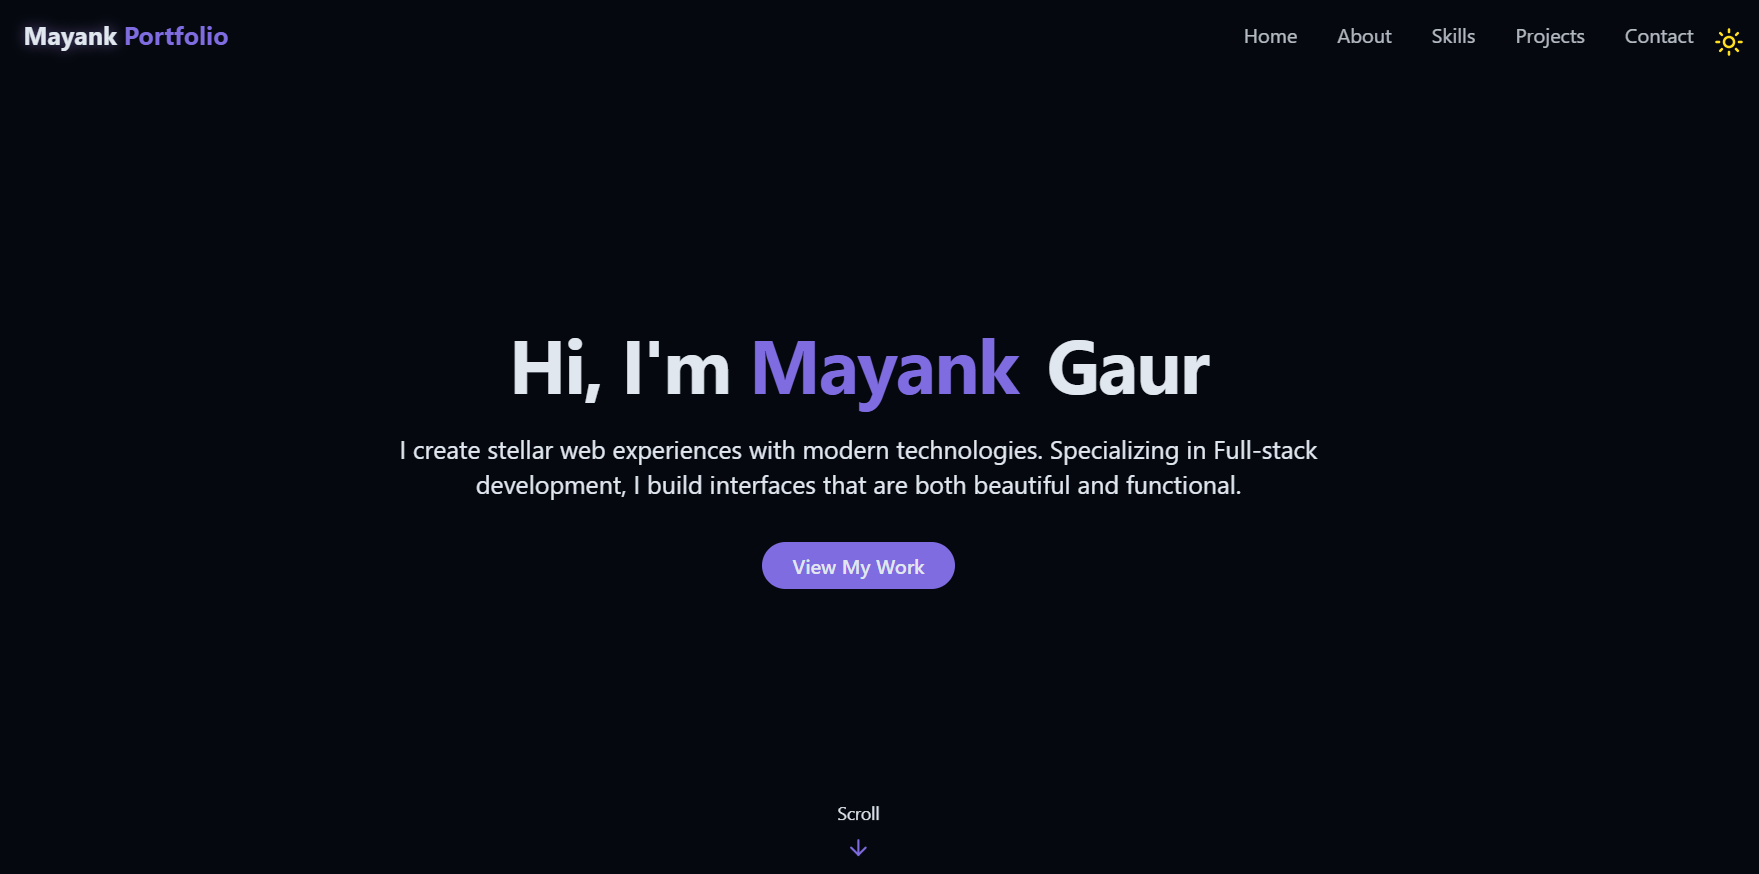 Mayank Portfolio
Home About Skills Projects Contact
Hi, I'm Mayank Gaur
I create stellar web experiences with modern technologies. Specializing in Full-stack
development, I build interfaces that are both beautiful and functional.
View My Work
Scroll